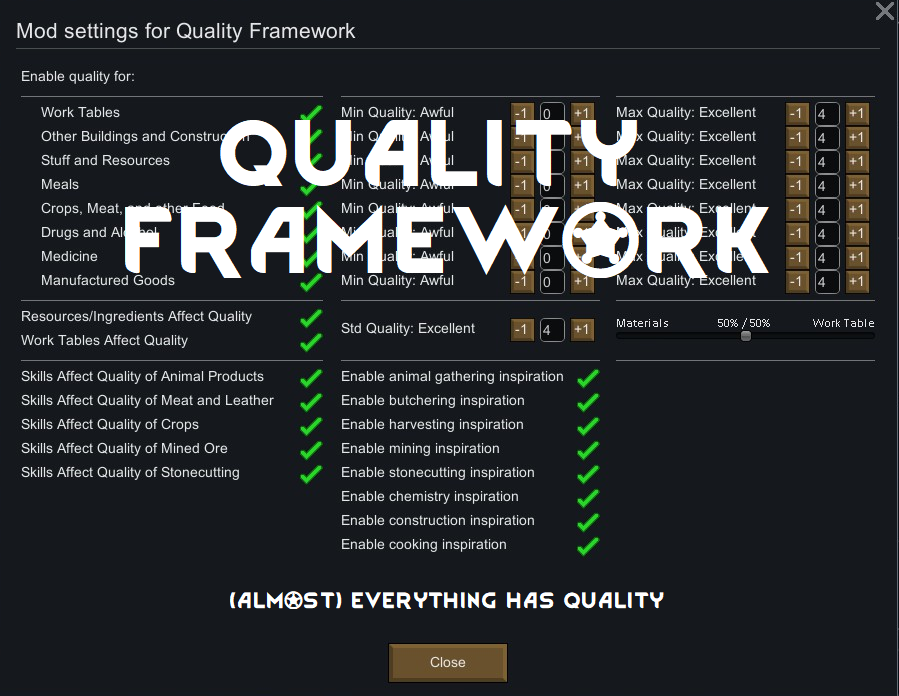 Mod settings for Quality Framework
Enable quality for:
Work Tables Min Quality: Awful -1 0 +1 Max Quality: Excellent -1 4 +1
Other Buildings and Construction Min Quality: Awful -1 +1 Max Quality: Excellent -1 4 +1
Stuff and Resources Min Quality: Awful -1 +1 Max Quality: Excellent -1 4 +1
Meals Min Quality: Awful -1 0 +1 Max Quality: Excellent -1 4 +1
QUALITY
Crops, Meat, and other Food Min Quality: Awful -1 0 +1 Max Quality: Excellent -1 4 +1
Drugs and Alcohol Min Quality: Awful -1 0 Max Quality: Excellent -1 4 +1
Medicine Min Quality: Awful -1 0 +1 Max Quality: Excellent -1 4 +1
FRAMEWORK
Manufactured Goods Min Quality: Awful -1 0 +1 Max Quality: Excellent -1 4 +1
Resources/Ingredients Affect Quality
Work Tables Affect Quality
Std Quality: Excellent -1 4 +1
Materials 50% / 50% Work Table
Skills Affect Quality of Animal Products Enable animal gathering inspiration
Skills Affect Quality of Meat and Leather Enable butchering inspiration
Skills Affect Quality of Crops Enable harvesting inspiration
Skills Affect Quality of Mined Ore Enable mining inspiration
Skills Affect Quality of Stonecutting Enable stonecutting inspiration
Enable chemistry inspiration
Enable construction inspiration
Enable cooking inspiration
(ALMOST) EVERYTHING HAS QUALITY
Close